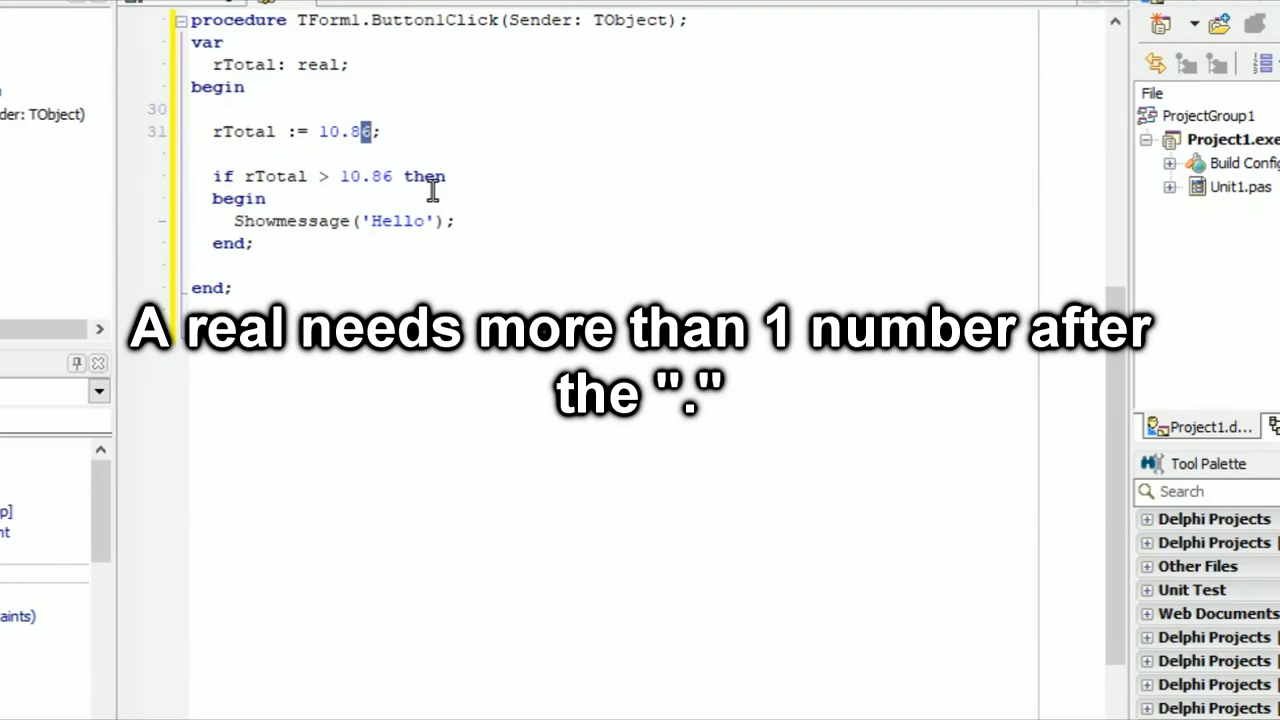 procedure TForm1.Button1Click(Sender: TObject);
var
rTotal: real;
begin
30
31 rTotal := 10.86;
if rTotal > 10.86 then
begin
Showmessage('Hello');
end;
end;
A real needs more than 1 number after
the "."
der: TObject)
p]
nt
aints)
File
ProjectGroup1
Project1.exe
Build Config
Unit1.pas
Project1.d...
Tool Palette
Search
Delphi Projects
Delphi Projects |
Other Files
Unit Test
Web Documents
Delphi Projects |
Delphi Projects |
Delphi Projects |
Delphi Projects |